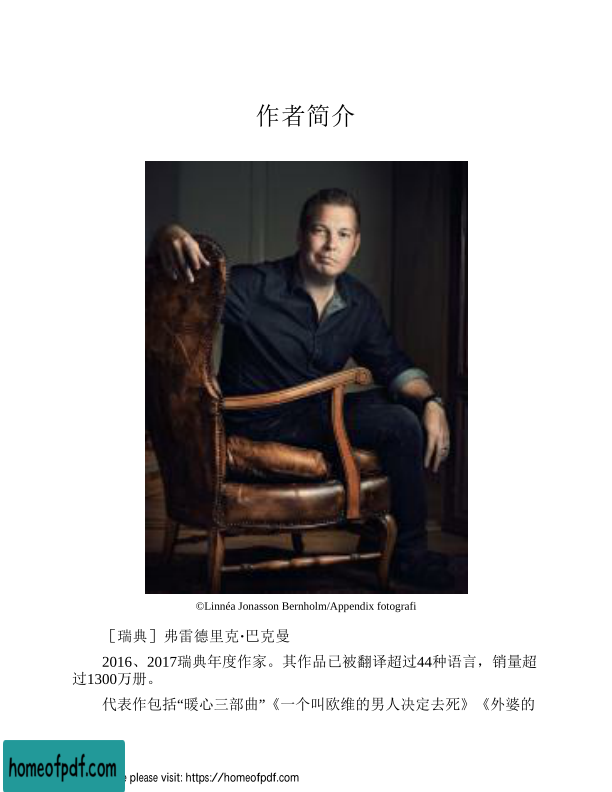 作者简介
©Linnéa Jonasson Bernholm/Appendix fotografi
［瑞典］弗雷德里克·巴克曼
2016、2017瑞典年度作家。其作品已被翻译超过44种语言，销量超
过1300万册。
代表作包括“暖心三部曲”《一个叫欧维的男人决定去死》《外婆的
homeofpdf.com
please visit: https://homeofpdf.com